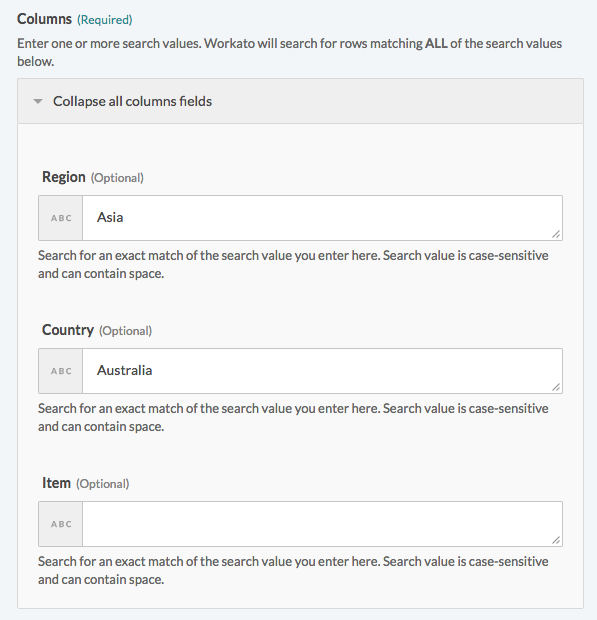 Columns (Required)
Enter one or more search values. Workato will search for rows matching ALL of the search values
below.
Collapse all columns fields
Region (Optional)
ABC Asia
Search for an exact match of the search value you enter here. Search value is case-sensitive
and can contain space.
Country (Optional)
ABC Australia
Search for an exact match of the search value you enter here. Search value is case-sensitive
and can contain space.
Item (Optional)
ABC
Search for an exact match of the search value you enter here. Search value is case-sensitive
and can contain space.